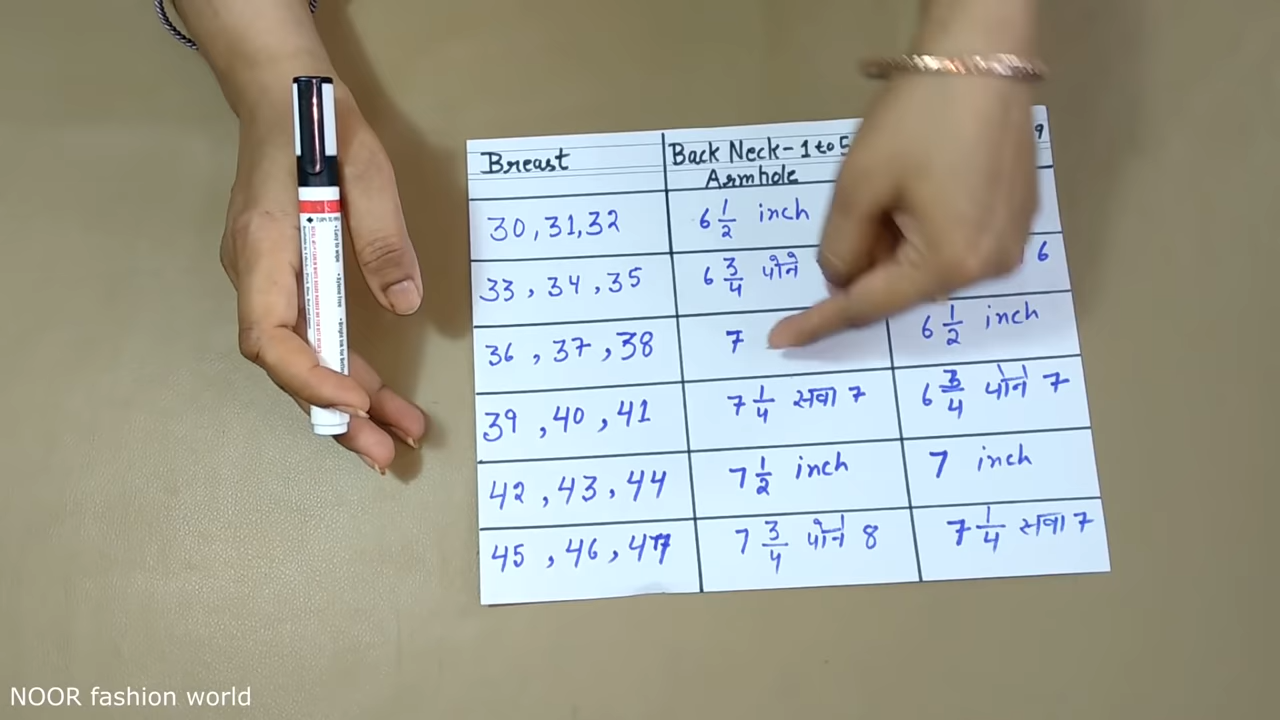 Breast
Back Neck - 1 to 5
Armhole
9
30, 31, 32
6 1/2 inch
33, 34, 35
6 3/4 पौने
6
36, 37, 38
7
6 1/2 inch
39, 40, 41
7 1/4 सवा 7
6 3/4 पौने 7
42, 43, 44
7 1/2 inch
7 inch
45, 46, 47
7 3/4 पौने 8
7 1/4 सवा 7
NOOR fashion world